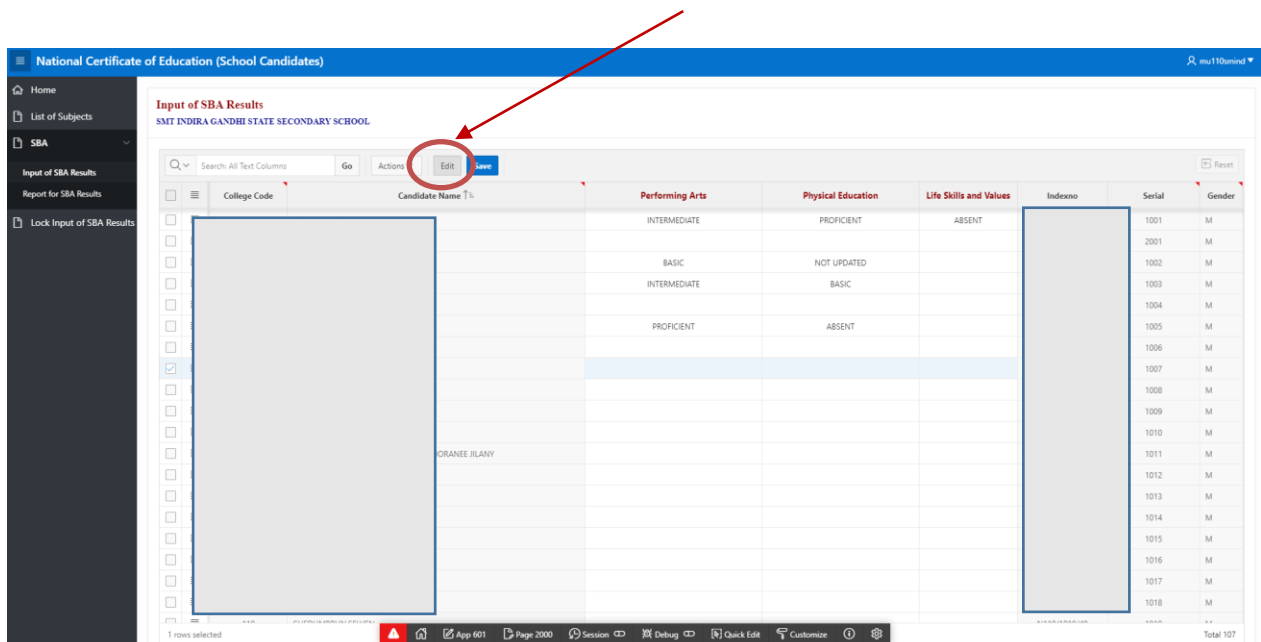 National Certificate of Education (School Candidates)
mu110smind
Home
List of Subjects
SBA
Input of SBA Results
Report for SBA Results
Lock Input of SBA Results
Input of SBA Results
SMT INDIRA GANDHI STATE SECONDARY SCHOOL
Search: All Text Columns Go Actions Edit Save Reset
College Code Candidate Name Performing Arts Physical Education Life Skills and Values Indexno Serial Gender
INTERMEDIATE PROFICIENT ABSENT 1001 M
2001 M
BASIC NOT UPDATED 1002 M
INTERMEDIATE BASIC 1003 M
1004 M
PROFICIENT ABSENT 1005 M
1006 M
1007 M
1008 M
1009 M
1010 M
ORANEE JILANY 1011 M
1012 M
1013 M
1014 M
1015 M
1016 M
1017 M
1018 M
1 rows selected App 601 Page 2000 Session Debug Quick Edit Customize Total 107